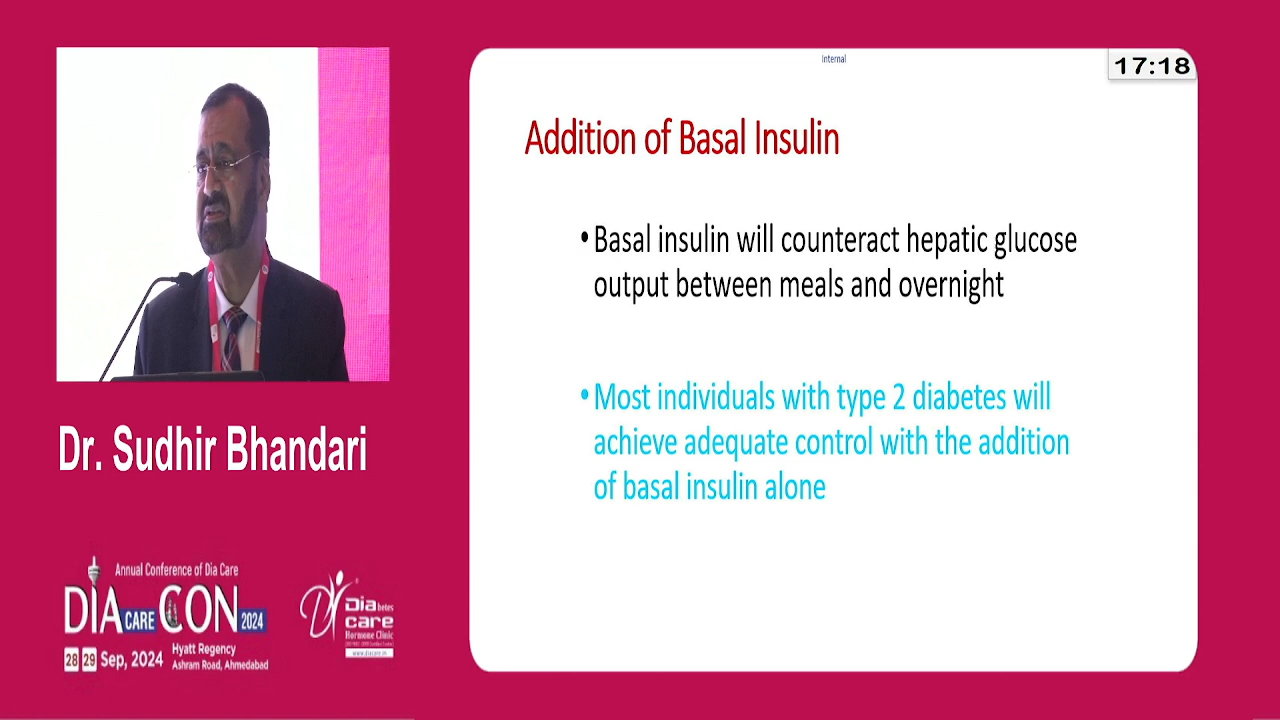 Internal
17:18
Addition of Basal Insulin
•Basal insulin will counteract hepatic glucose
output between meals and overnight
•Most individuals with type 2 diabetes will
achieve adequate control with the addition
of basal insulin alone
Dr. Sudhir Bhandari
Annual Conference of Dia Care
DIA CARE CON 2024
28 29 Sep, 2024
Hyatt Regency
Ashram Road, Ahmedabad
Diabetes
care
Hormone Clinic
www.diacare.in